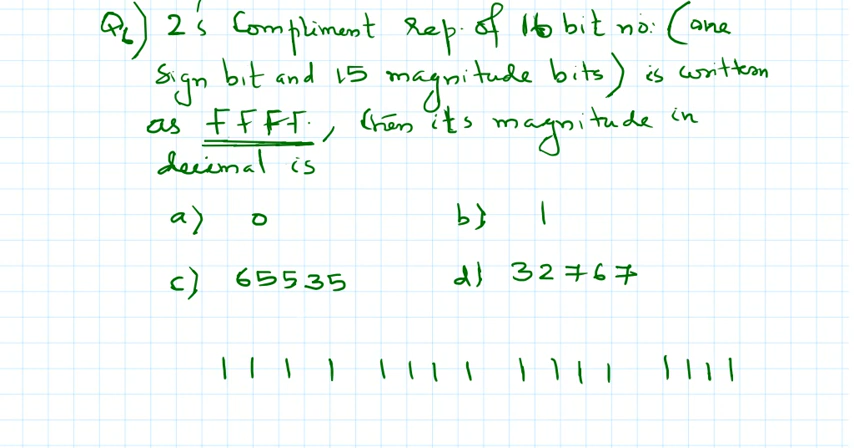 Q6) 2's Compliment rep. of 16 bit no: (one
sign bit and 15 magnitude bits) is written
as FFFF, then its magnitude in
decimal is
a) 0 b) 1
c) 65535 d) 32767
1111 1111 1111 1111